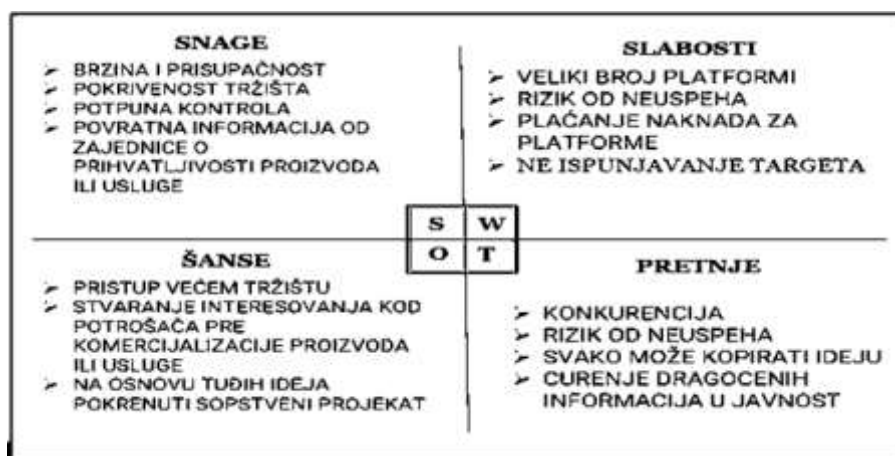 SNAGE
➢ BRZINA I PRISUPAČNOST
➢ POKRIVENOST TRŽIŠTA
➢ POTPUNA KONTROLA
➢ POVRATNA INFORMACIJA OD
ZAJEDNICE O
PRIHVATLJIVOSTI PROIZVODA
ILI USLUGE
SLABOSTI
➢ VELIKI BROJ PLATFORMI
➢ RIZIK OD NEUSPEHA
➢ PLAĆANJE NAKNADA ZA
PLATFORME
➢ NE ISPUNJAVANJE TARGETA
S W
O T
ŠANSE
➢ PRISTUP VEĆEM TRŽIŠTU
➢ STVARANJE INTERESOVANJA KOD
POTROŠAČA PRE
KOMERCIJALIZACIJE PROIZVODA
ILI USLUGE
➢ NA OSNOVU TUĐIH IDEJA
POKRENUTI SOPSTVENI PROJEKAT
PRETNJE
➢ KONKURENCIJA
➢ RIZIK OD NEUSPEHA
➢ SVAKO MOŽE KOPIRATI IDEJU
➢ CURENJE DRAGOCENIH
INFORMACIJA U JAVNOST